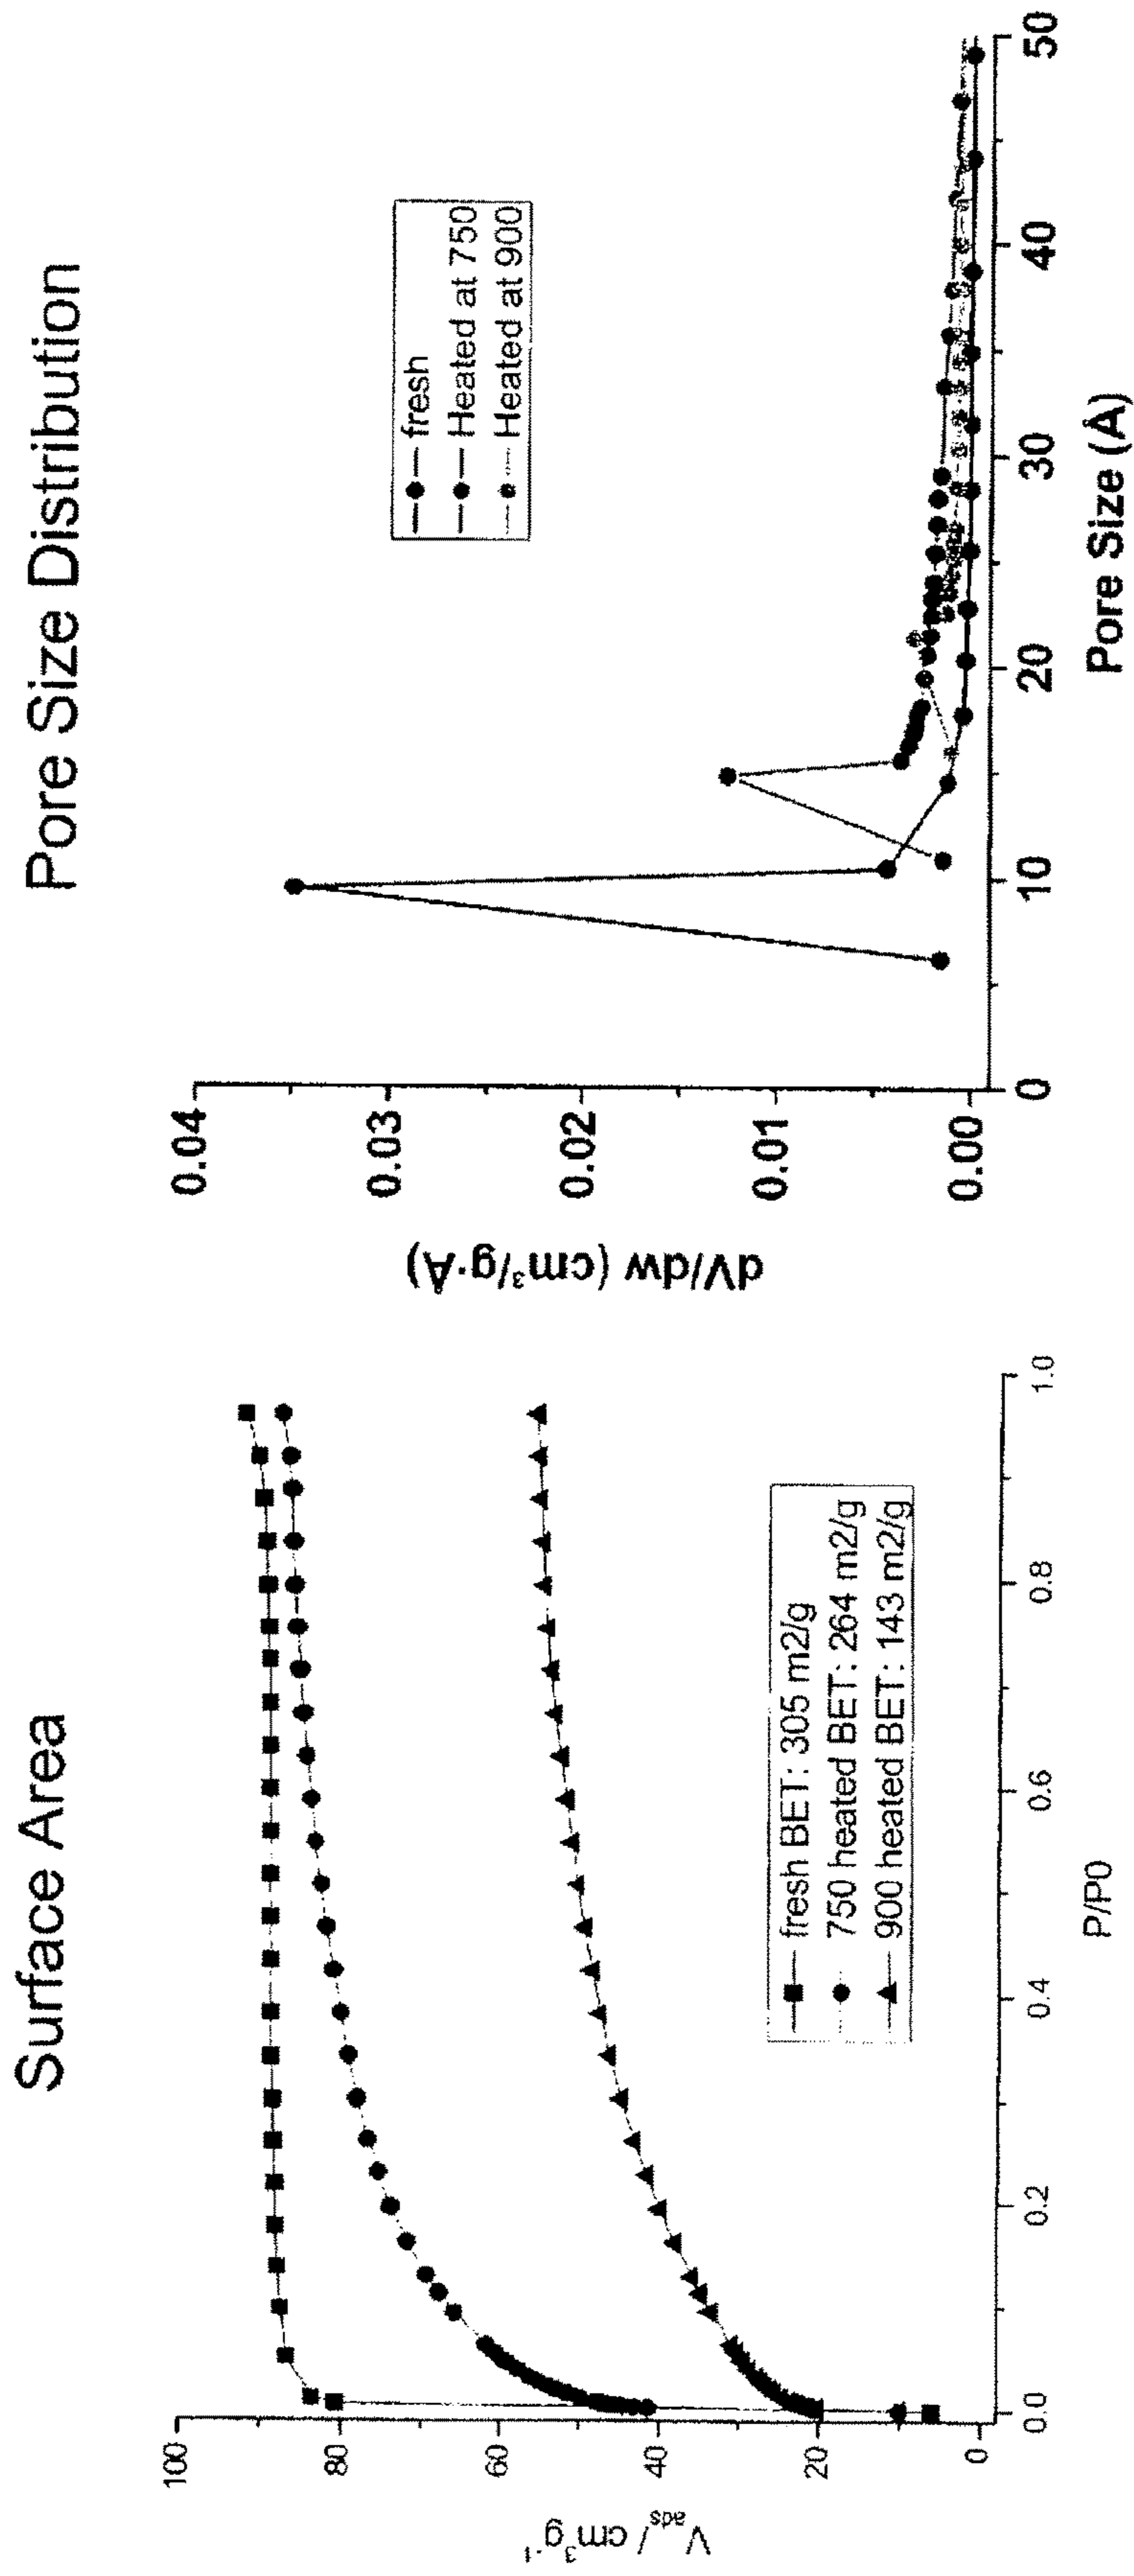 Surface Area
V_ads / cm³g⁻¹
100
80
60
40
20
0
fresh BET: 305 m2/g
750 heated BET: 264 m2/g
900 heated BET: 143 m2/g
0.0
0.2
0.4
0.6
0.8
1.0
P/P0
Pore Size Distribution
dV/dw (cm³/g·Å)
0.04
0.03
0.02
0.01
0.00
fresh
Heated at 750
Heated at 900
0
10
20
30
40
50
Pore Size (Å)